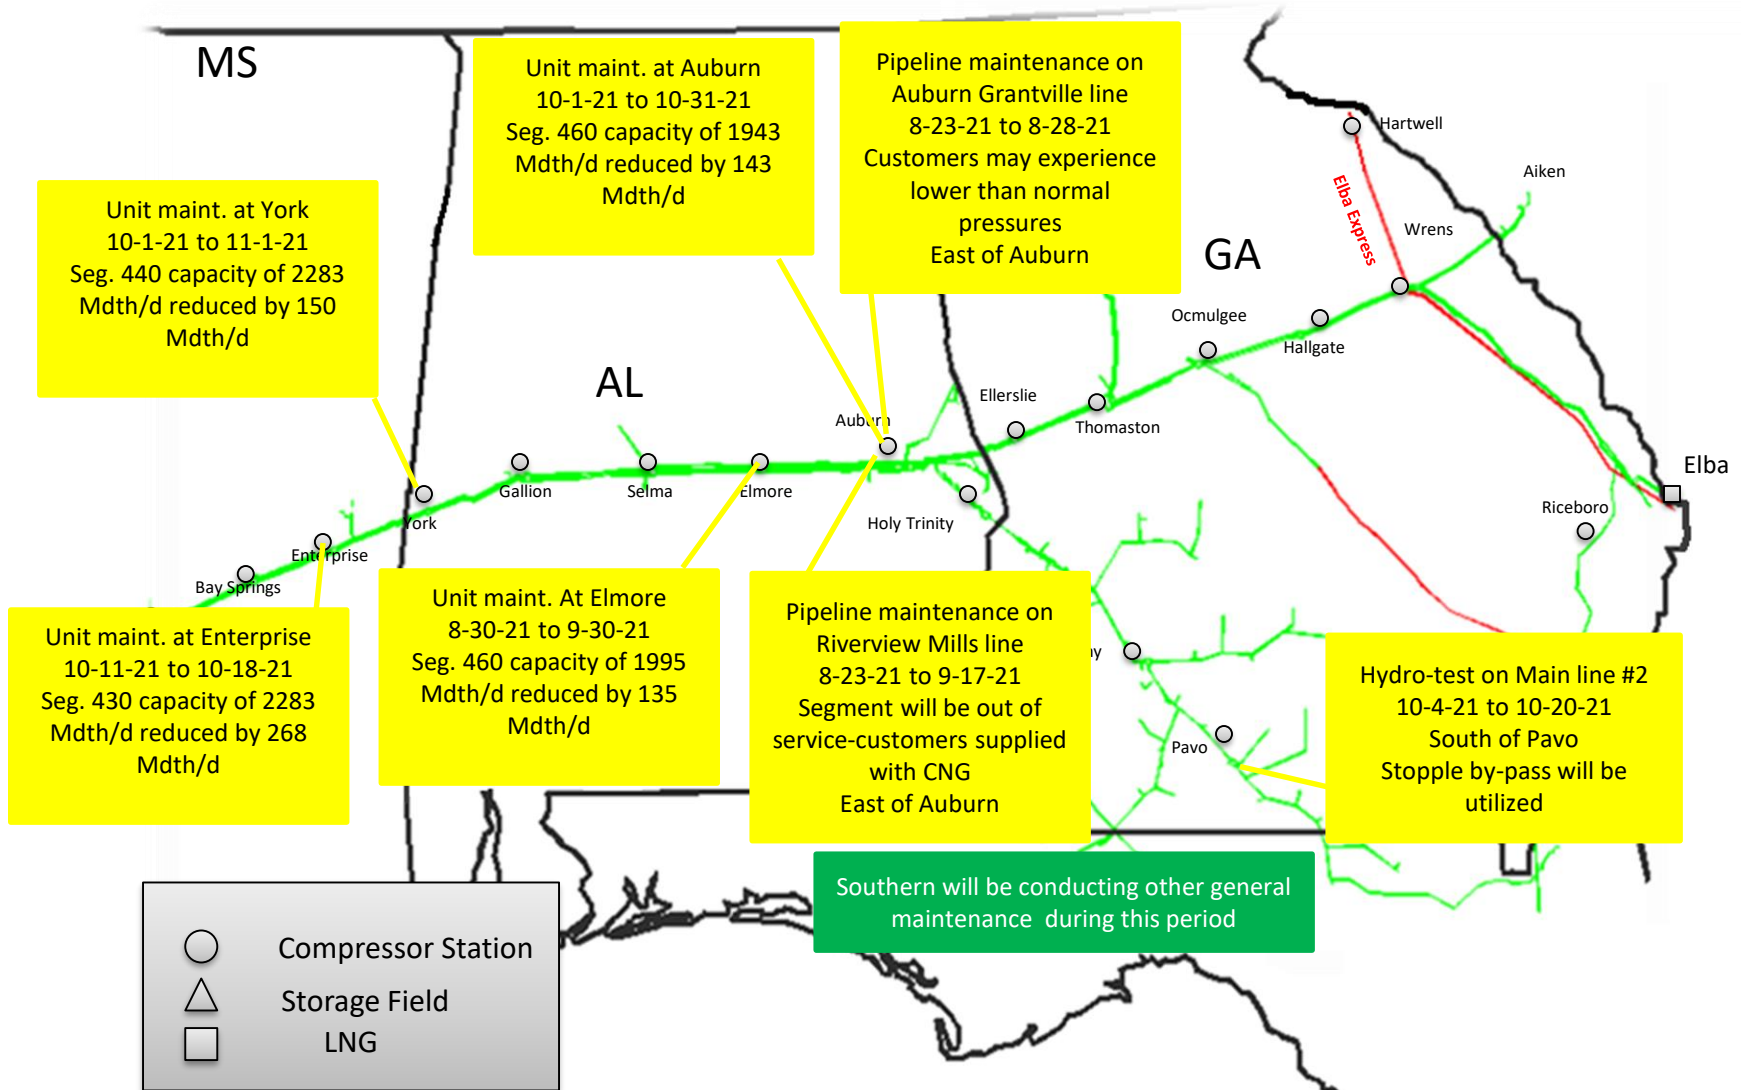 MS
Unit maint. at Auburn
10-1-21 to 10-31-21
Seg. 460 capacity of 1943
Mdth/d reduced by 143
Mdth/d
Pipeline maintenance on
Auburn Grantville line
8-23-21 to 8-28-21
Customers may experience
lower than normal
pressures
East of Auburn
Hartwell
Aiken
Elba Express
Wrens
GA
Unit maint. at York
10-1-21 to 11-1-21
Seg. 440 capacity of 2283
Mdth/d reduced by 150
Mdth/d
Ocmulgee
Hallgate
AL
Ellerslie
Auburn
Thomaston
Elba
Gallion
Selma
Elmore
Holy Trinity
Riceboro
York
Enterprise
Bay Springs
Unit maint. at Enterprise
10-11-21 to 10-18-21
Seg. 430 capacity of 2283
Mdth/d reduced by 268
Mdth/d
Unit maint. At Elmore
8-30-21 to 9-30-21
Seg. 460 capacity of 1995
Mdth/d reduced by 135
Mdth/d
Pipeline maintenance on
Riverview Mills line
8-23-21 to 9-17-21
Segment will be out of
service-customers supplied
with CNG
East of Auburn
Hydro-test on Main line #2
10-4-21 to 10-20-21
South of Pavo
Stopple by-pass will be
utilized
Pavo
Southern will be conducting other general
maintenance during this period
Compressor Station
Storage Field
LNG